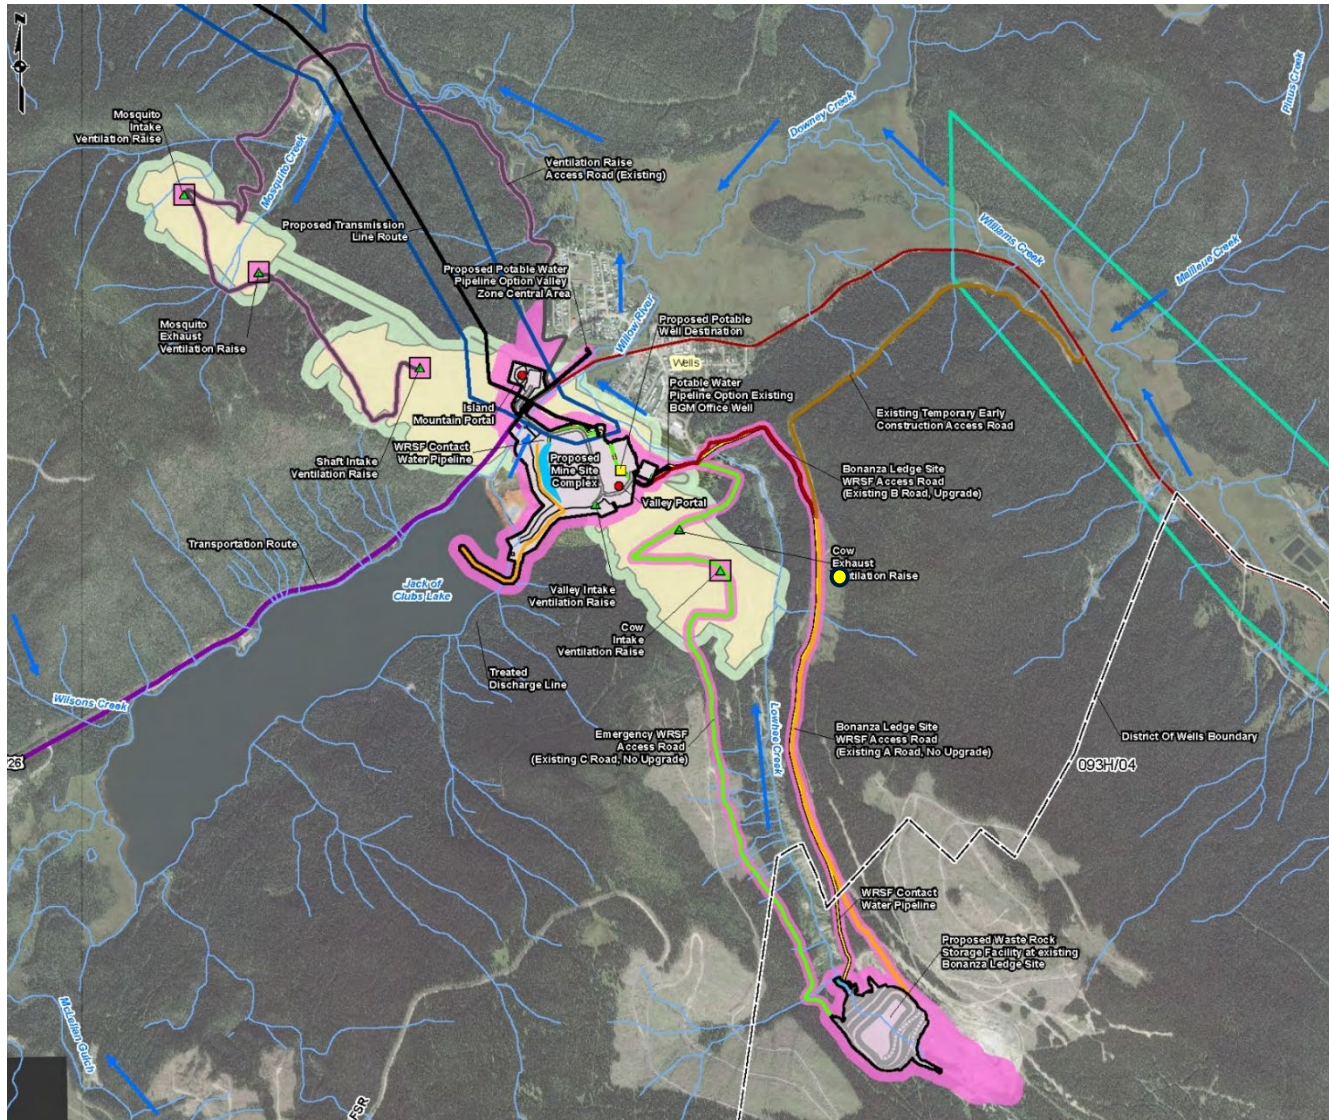 Z
Pinus Creek
Downey Creek
Mosquito
Intake
Ventilation Raise
Mosquito Creek
Ventilation Raise
Access Road (Existing)
Williams Creek
Proposed Transmission
Line Route
Proposed Potable Water
Pipeline Option Valley
Zone Central Area
Mosquito
Exhaust
Ventilation Raise
Willow River
Proposed Potable
Well Destination
Wells
Potable Water
Pipeline Option Existing
BGM Office Well
Island
Mountain Portal
Existing Temporary Early
Construction Access Road
WRSF Contact
Water Pipeline
Shaft Intake
Ventilation Raise
Proposed
Mine Site
Complex
Bonanza Ledge Site
WRSF Access Road
(Existing B Road, Upgrade)
Valley Portal
Transportation Route
Cow
Exhaust
tilation Raise
Jack of
Clubs Lake
Valley Intake
Ventilation Raise
Cow
Intake
Ventilation Raise
Treated
Discharge Line
Wilsons Creek
Lowhee Creek
Emergency WRSF
Access Road
(Existing C Road, No Upgrade)
Bonanza Ledge Site
WRSF Access Road
(Existing A Road, No Upgrade)
District Of Wells Boundary
26
093H/04
WRSF Contact
Water Pipeline
Proposed Waste Rock
Storage Facility at existing
Bonanza Ledge Site
McLellan Gulch
FSR